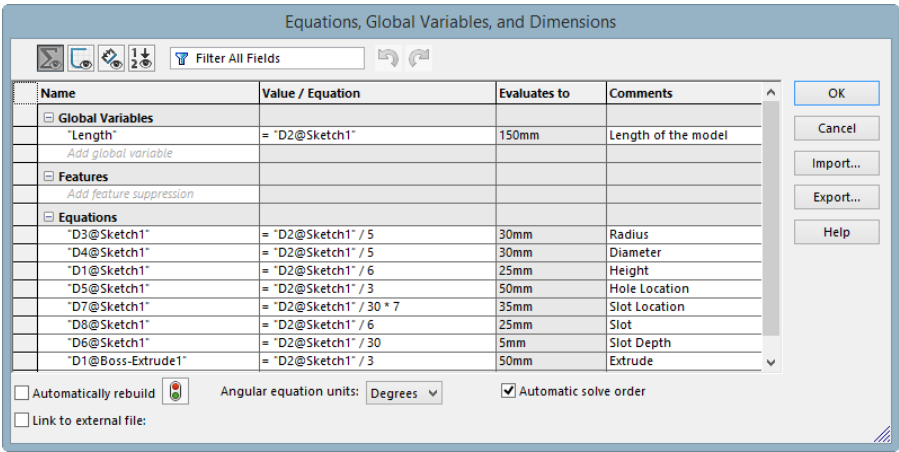 Equations, Global Variables, and Dimensions
Filter All Fields
Name Value / Equation Evaluates to Comments
Global Variables
"Length" = "D2@Sketch1" 150mm Length of the model
Add global variable
Features
Add feature suppression
Equations
"D3@Sketch1" = "D2@Sketch1" / 5 30mm Radius
"D4@Sketch1" = "D2@Sketch1" / 5 30mm Diameter
"D1@Sketch1" = "D2@Sketch1" / 6 25mm Height
"D5@Sketch1" = "D2@Sketch1" / 3 50mm Hole Location
"D7@Sketch1" = "D2@Sketch1" / 30 * 7 35mm Slot Location
"D8@Sketch1" = "D2@Sketch1" / 6 25mm Slot
"D6@Sketch1" = "D2@Sketch1" / 30 5mm Slot Depth
"D1@Boss-Extrude1" = "D2@Sketch1" / 3 50mm Extrude
OK
Cancel
Import...
Export...
Help
Automatically rebuild Angular equation units: Degrees Automatic solve order
Link to external file: